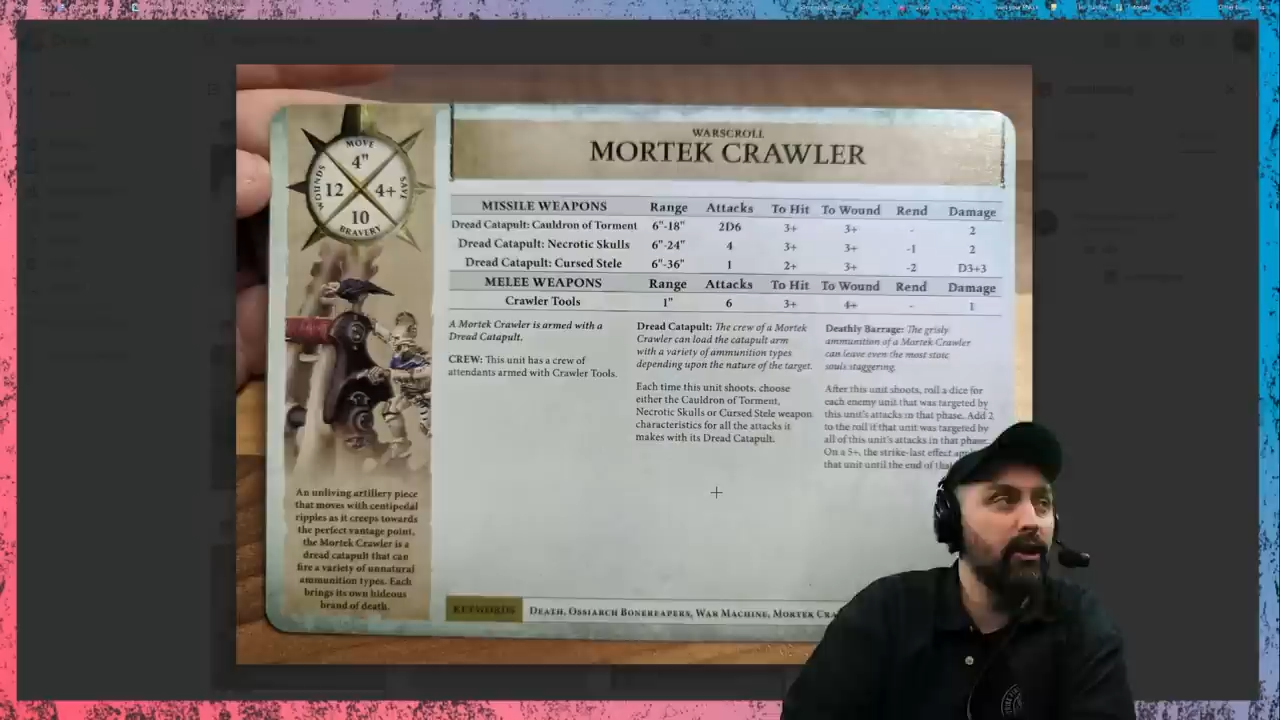 WARSCROLL
MORTEK CRAWLER
MOVE
4"
WOUNDS
12
4+
SAVE
10
BRAVERY
MISSILE WEAPONS Range Attacks To Hit To Wound Rend Damage
Dread Catapult: Cauldron of Torment 6"-18" 2D6 3+ 3+ - 2
Dread Catapult: Necrotic Skulls 6"-24" 4 3+ 3+ -1 2
Dread Catapult: Cursed Stele 6"-36" 1 2+ 3+ -2 D3+3
MELEE WEAPONS Range Attacks To Hit To Wound Rend Damage
Crawler Tools 1" 6 3+ 4+ - 1
A Mortek Crawler is armed with a
Dread Catapult.
CREW: This unit has a crew of
attendants armed with Crawler Tools.
Dread Catapult: The crew of a Mortek
Crawler can load the catapult arm
with a variety of ammunition types
depending upon the nature of the target.
Each time this unit shoots, choose
either the Cauldron of Torment,
Necrotic Skulls or Cursed Stele weapon
characteristics for all the attacks it
makes with its Dread Catapult.
Deathly Barrage: The grisly
ammunition of a Mortek Crawler
can leave even the most stoic
souls staggering.
After this unit shoots, roll a dice for
each enemy unit that was targeted by
this unit's attacks in that phase. Add 2
to the roll if that unit was targeted by
all of this unit's attacks in that phase.
On a 5+, the strike-last effect
that unit until the end of
An unliving artillery piece
that moves with centipedal
ripples as it creeps towards
the perfect vantage point,
the Mortek Crawler is a
dread catapult that can
fire a variety of unnatural
ammunition types. Each
brings its own hideous
brand of death.
KEYWORDS DEATH, OSSIARCH BONEREAPERS, WAR MACHINE, MORTEK